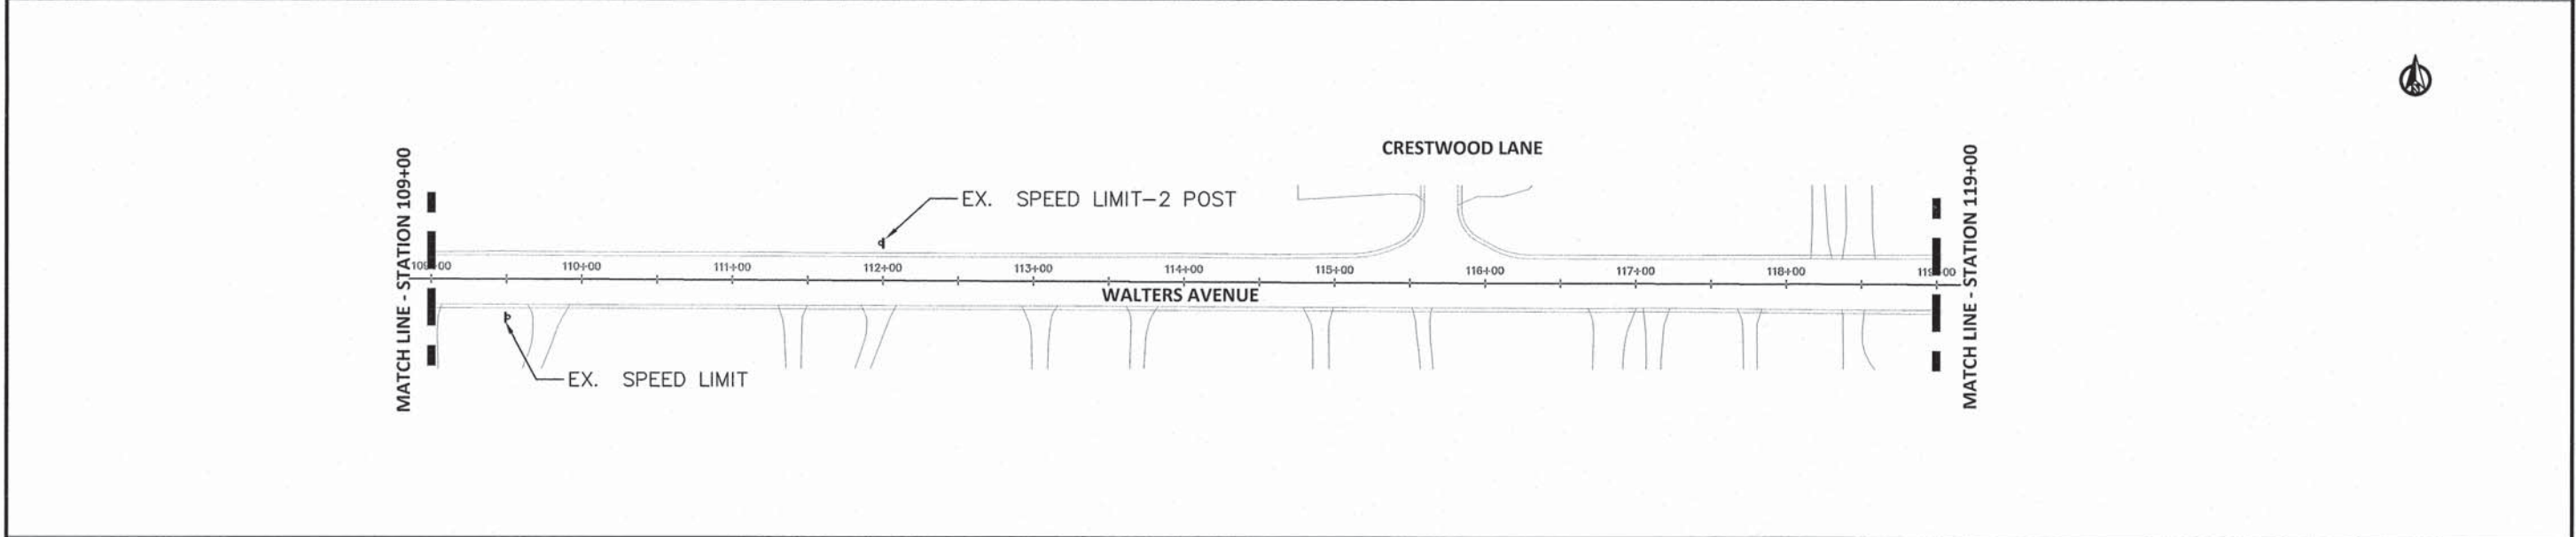 CRESTWOOD LANE
MATCH LINE - STATION 109+00
EX. SPEED LIMIT-2 POST
MATCH LINE - STATION 119+00
110+00
111+00
112+00
113+00
114+00
115+00
116+00
117+00
118+00
WALTERS AVENUE
EX. SPEED LIMIT